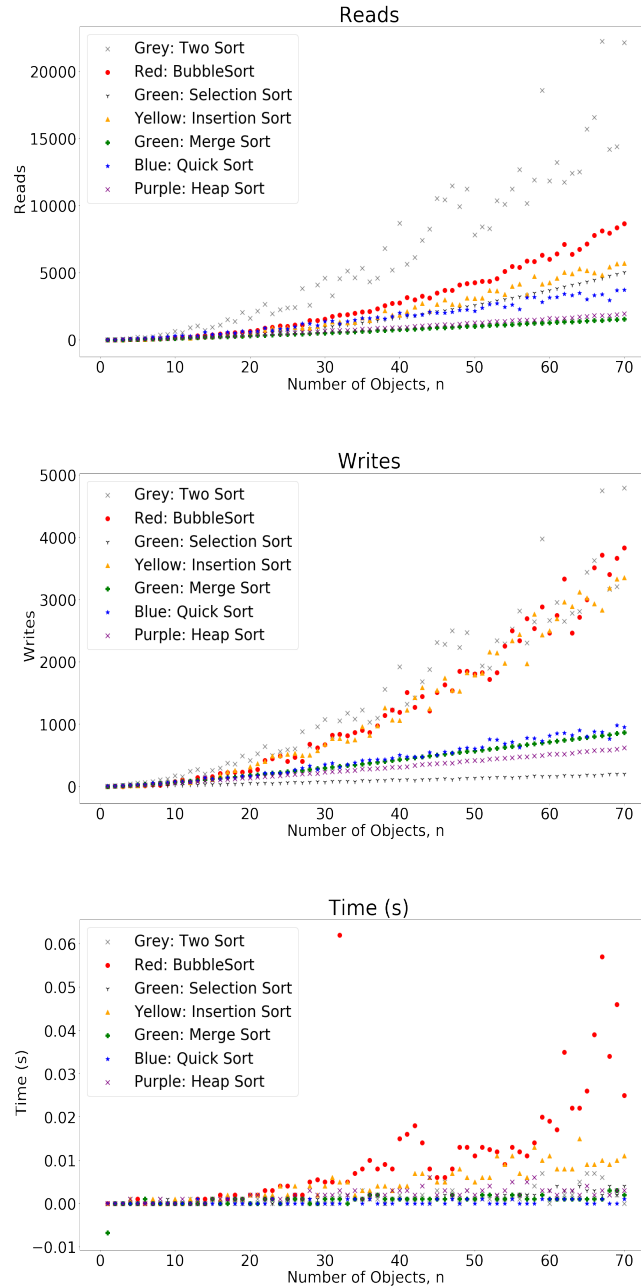 Reads
Grey: Two Sort
Red: BubbleSort
Green: Selection Sort
Yellow: Insertion Sort
Green: Merge Sort
Blue: Quick Sort
Purple: Heap Sort
20000
15000
10000
5000
0
Reads
0 10 20 30 40 50 60 70
Number of Objects, n
Writes
Grey: Two Sort
Red: BubbleSort
Green: Selection Sort
Yellow: Insertion Sort
Green: Merge Sort
Blue: Quick Sort
Purple: Heap Sort
5000
4000
3000
2000
1000
0
Writes
0 10 20 30 40 50 60 70
Number of Objects, n
Time (s)
Grey: Two Sort
Red: BubbleSort
Green: Selection Sort
Yellow: Insertion Sort
Green: Merge Sort
Blue: Quick Sort
Purple: Heap Sort
0.06
0.05
0.04
0.03
0.02
0.01
0.00
−0.01
Time (s)
0 10 20 30 40 50 60 70
Number of Objects, n